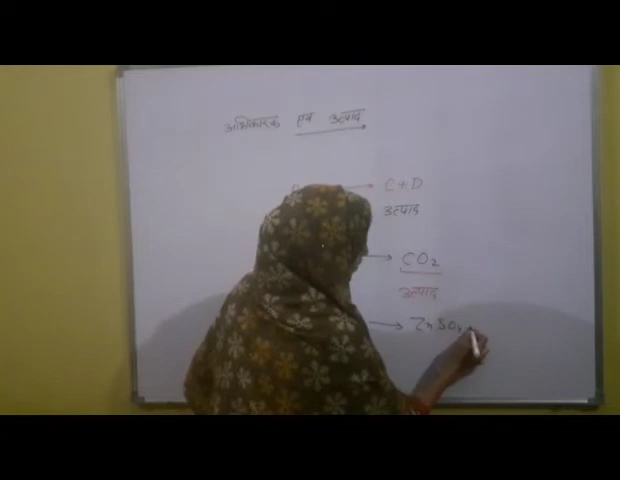 अभिकारक एवं उत्पाद
→ C + D
उत्पाद
→ CO₂
उत्पाद
→ ZnSO₄